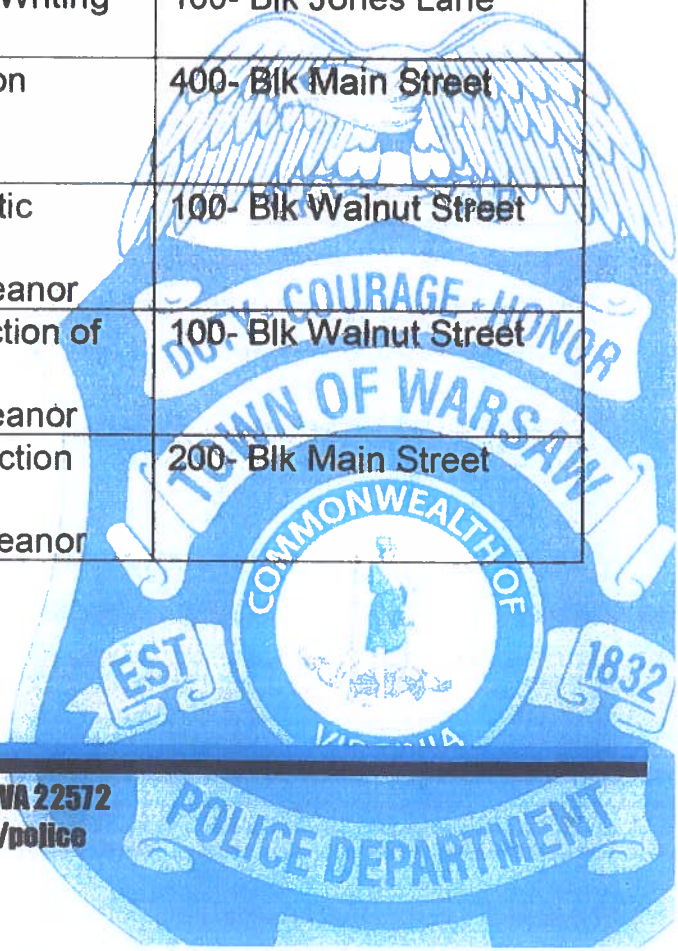 Writing 100- Blk Jones Lane
on 400- Blk Main Street
tic 100- Blk Walnut Street
eanor
ction of 100- Blk Walnut Street
eanor
ction 200- Blk Main Street
eanor
DUTY * COURAGE * HONOR
TOWN OF WARSAW
COMMONWEALTH OF
VIRGINIA
EST 1832
VA 22572
/police
POLICE DEPARTMENT